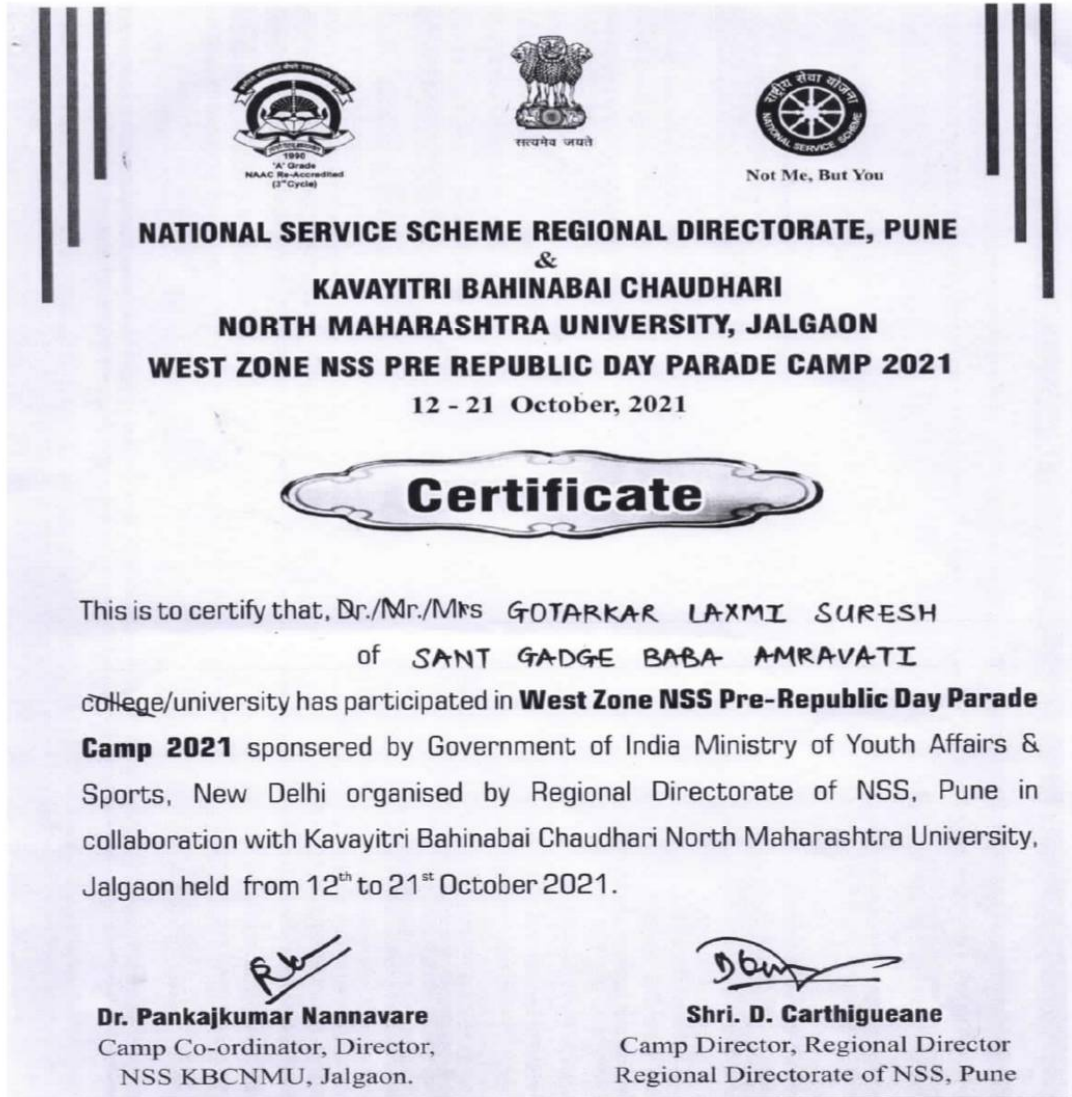 1990
'A' Grade
NAAC Re-Accredited
(3rd Cycle)
सत्यमेव जयते
राष्ट्रीय सेवा योजना
NATIONAL SERVICE SCHEME
Not Me, But You
NATIONAL SERVICE SCHEME REGIONAL DIRECTORATE, PUNE
&
KAVAYITRI BAHINABAI CHAUDHARI
NORTH MAHARASHTRA UNIVERSITY, JALGAON
WEST ZONE NSS PRE REPUBLIC DAY PARADE CAMP 2021
12 - 21 October, 2021
Certificate
This is to certify that, Dr./Mr./Mrs GOTARKAR LAXMI SURESH
of SANT GADGE BABA AMRAVATI
college/university has participated in West Zone NSS Pre-Republic Day Parade
Camp 2021 sponsered by Government of India Ministry of Youth Affairs &
Sports, New Delhi organised by Regional Directorate of NSS, Pune in
collaboration with Kavayitri Bahinabai Chaudhari North Maharashtra University,
Jalgaon held from 12th to 21st October 2021.
Dr. Pankajkumar Nannavare
Camp Co-ordinator, Director,
NSS KBCNMU, Jalgaon.
Shri. D. Carthigueane
Camp Director, Regional Director
Regional Directorate of NSS, Pune